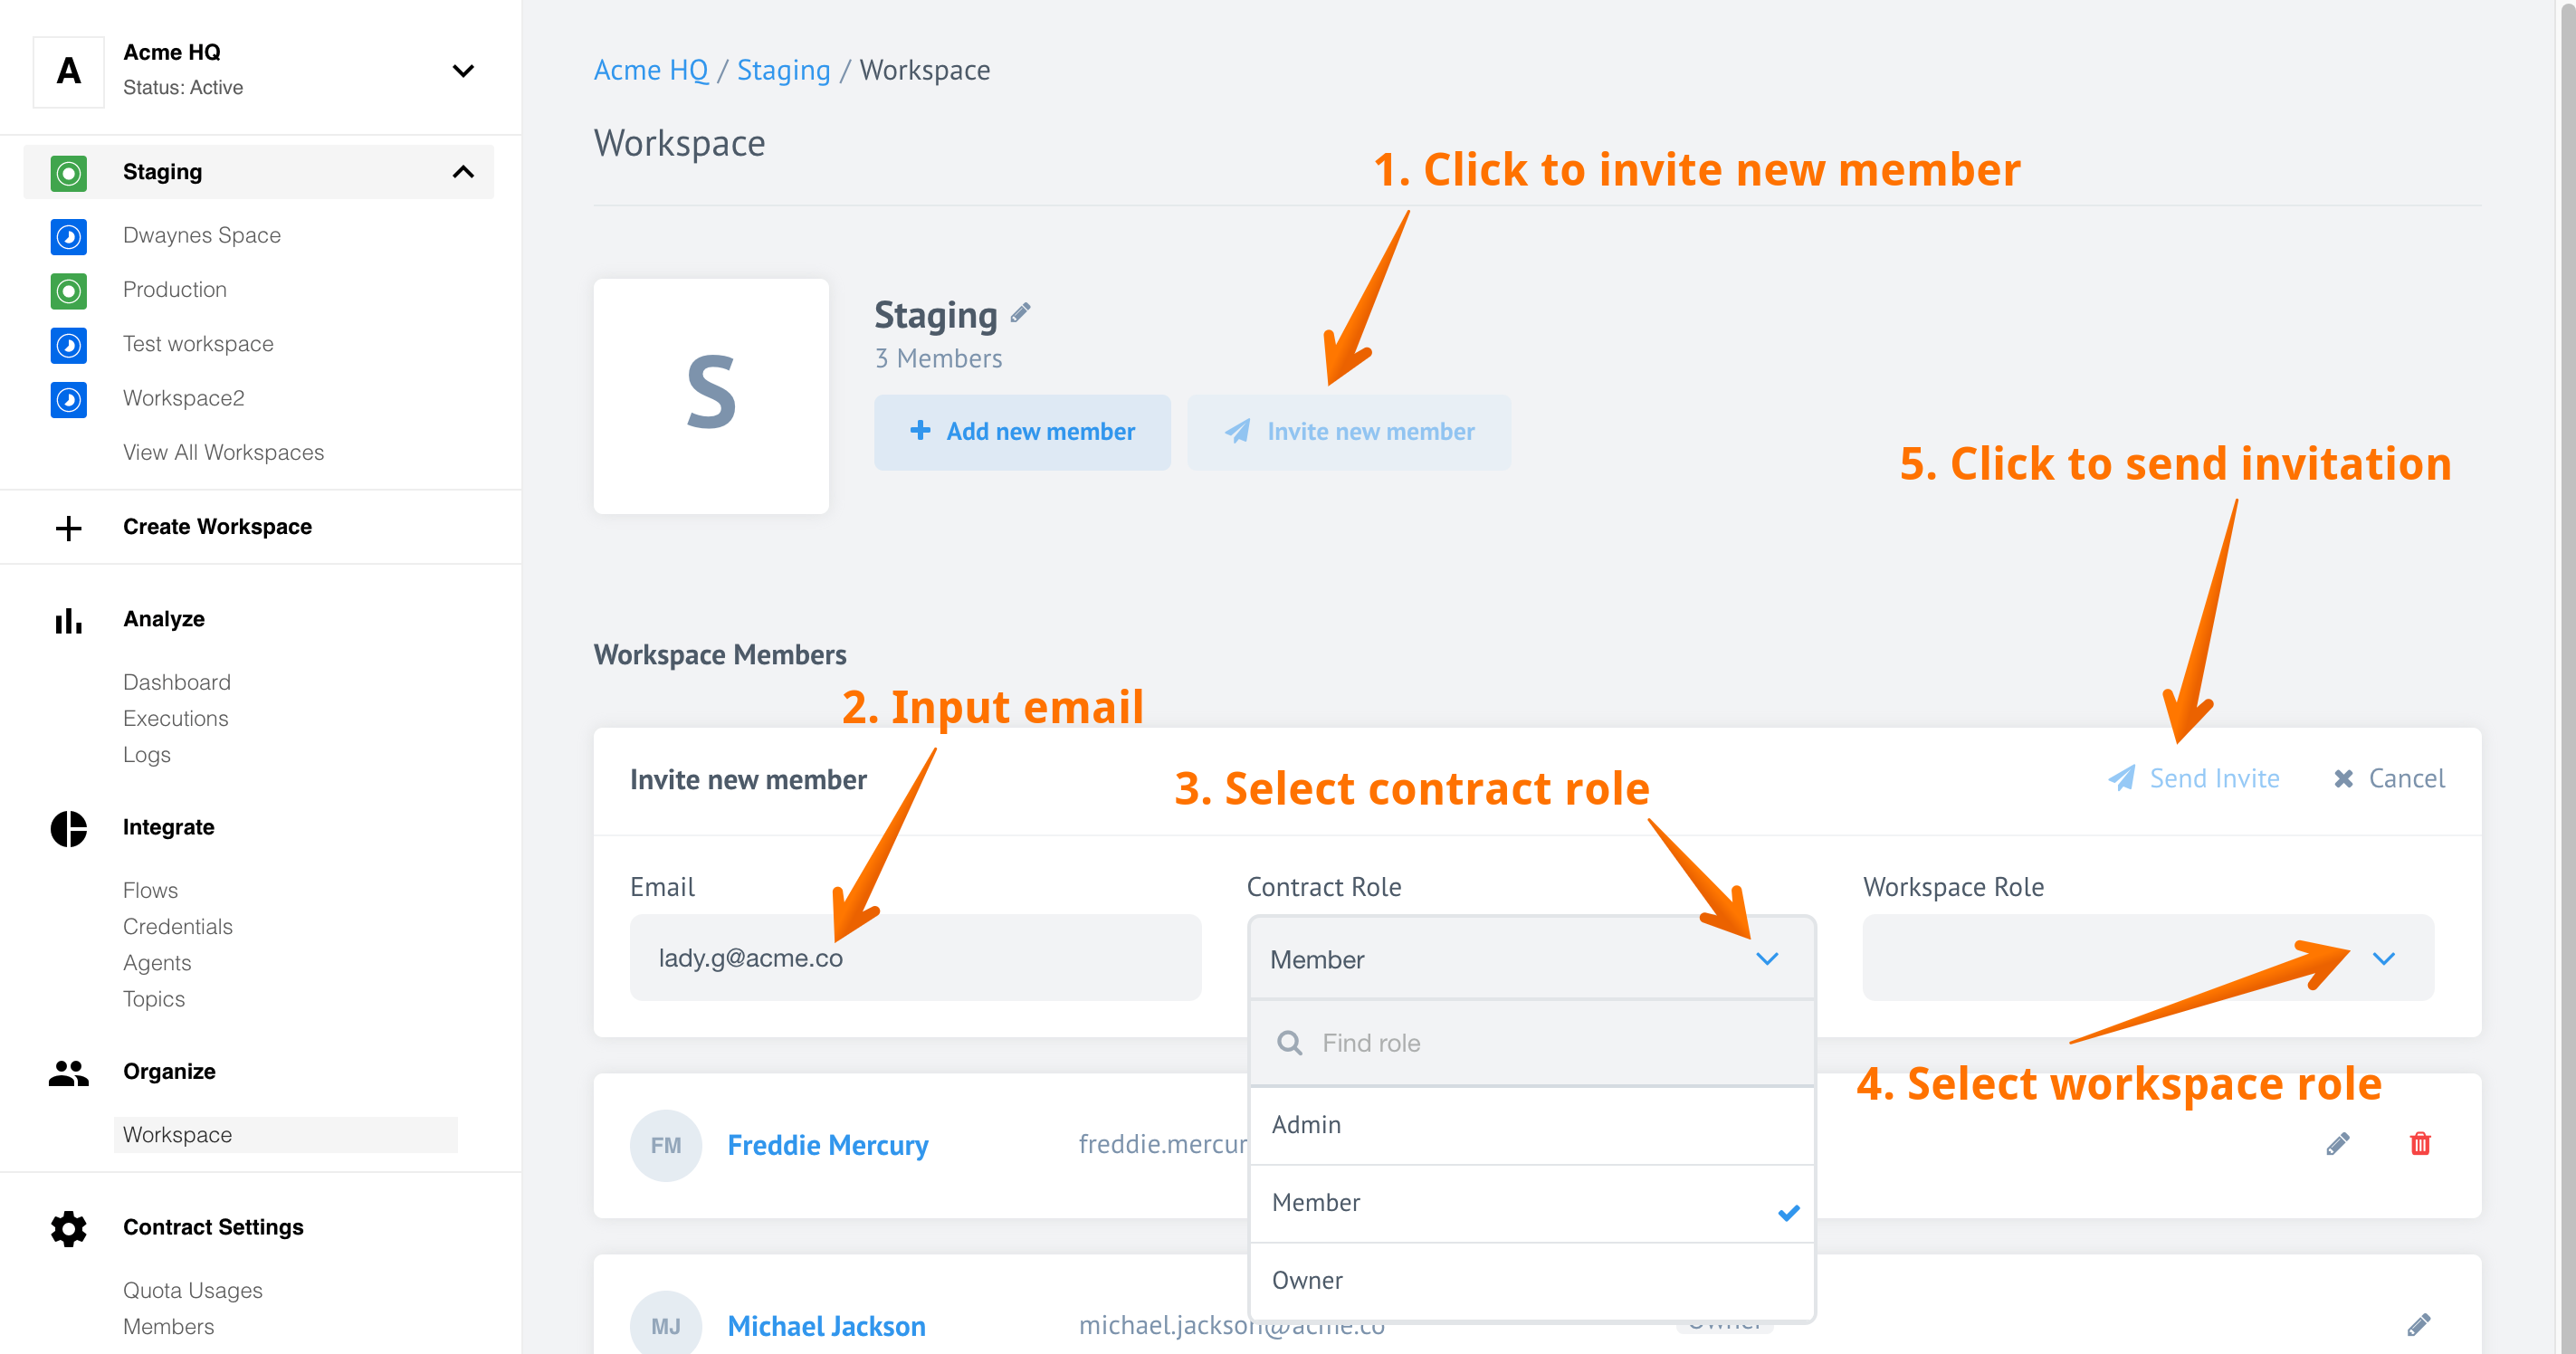 A
Acme HQ
Status: Active
Staging
Dwaynes Space
Production
Test workspace
Workspace2
View All Workspaces
Create Workspace
Analyze
Dashboard
Executions
Logs
Integrate
Flows
Credentials
Agents
Topics
Organize
Workspace
Contract Settings
Quota Usages
Members
Acme HQ / Staging / Workspace
Workspace
1. Click to invite new member
S
Staging
3 Members
Add new member
Invite new member
5. Click to send invitation
Workspace Members
2. Input email
Invite new member
3. Select contract role
Send Invite
Cancel
Email
Contract Role
Workspace Role
lady.g@acme.co
Member
Find role
Admin
Member
Owner
4. Select workspace role
FM
Freddie Mercury
freddie.mercur
MJ
Michael Jackson
michael.jackson@acme.co
Owner